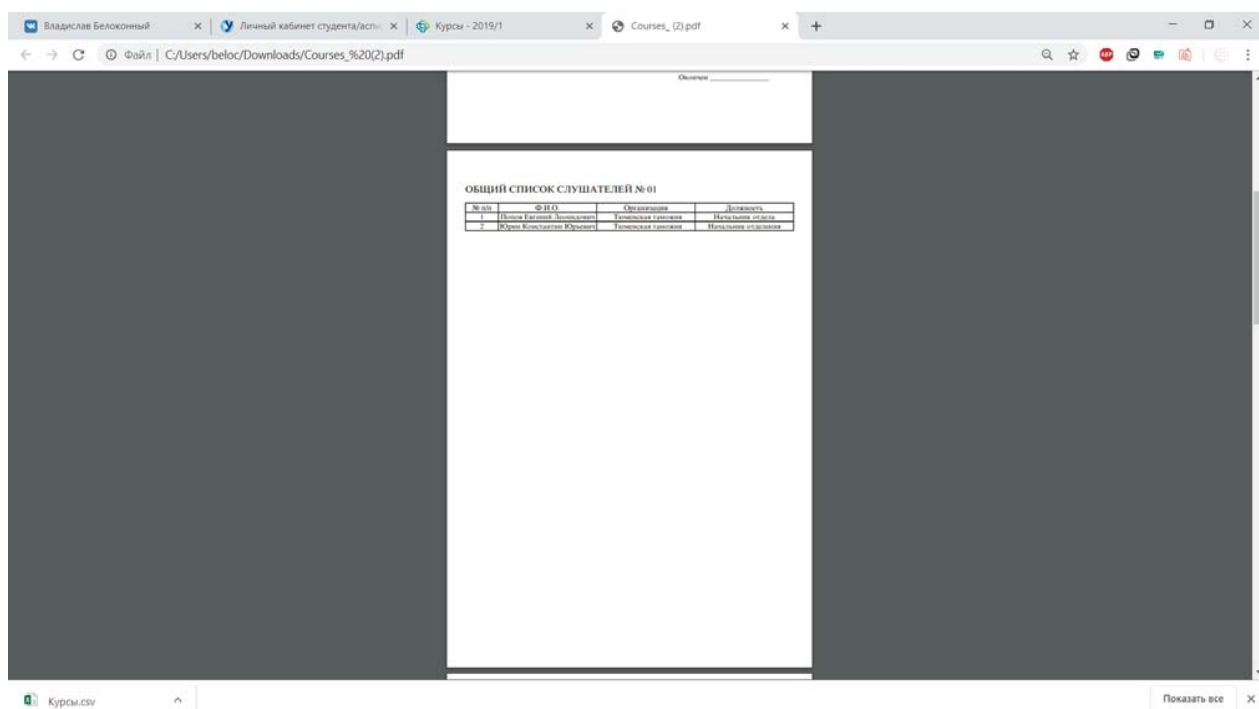 Владислав Белоконный
Личный кабинет студента/аспи
Курсы - 2019/1
Courses_ (2).pdf
Файл | C:/Users/beloc/Downloads/Courses_%20(2).pdf
ABP
Окончен
ОБЩИЙ СПИСОК СЛУШАТЕЛЕЙ № 01
№ п/п Ф.И.О. Организация Должность
1 Попов Евгений Леонидович Тюменская таможня Начальник отдела
2 Юрин Константин Юрьевич Тюменская таможня Начальник отделения
Курсы.csv
Показать все